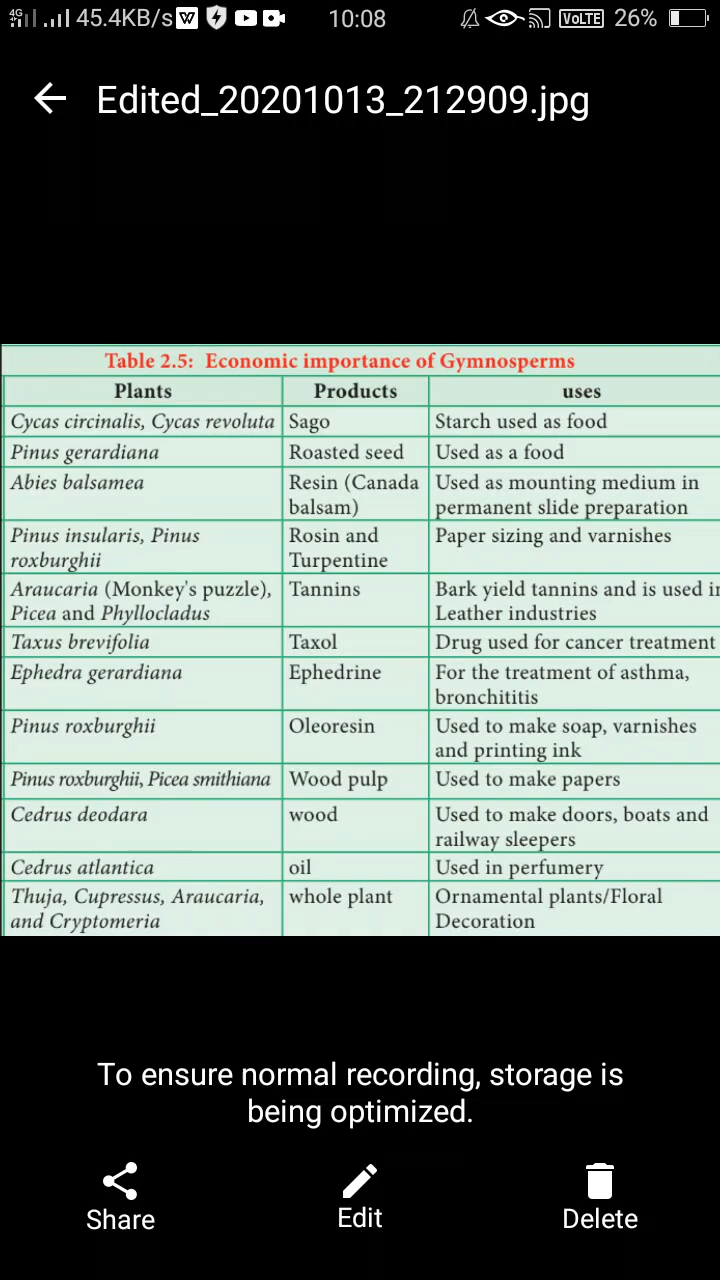 4G 45.4KB/s W 10:08 VoLTE 26%
Edited_20201013_212909.jpg
Table 2.5: Economic importance of Gymnosperms
Plants Products uses
Cycas circinalis, Cycas revoluta Sago Starch used as food
Pinus gerardiana Roasted seed Used as a food
Abies balsamea Resin (Canada Used as mounting medium in
balsam) permanent slide preparation
Pinus insularis, Pinus Rosin and Paper sizing and varnishes
roxburghii Turpentine
Araucaria (Monkey's puzzle), Tannins Bark yield tannins and is used in
Picea and Phyllocladus Leather industries
Taxus brevifolia Taxol Drug used for cancer treatment
Ephedra gerardiana Ephedrine For the treatment of asthma,
bronchititis
Pinus roxburghii Oleoresin Used to make soap, varnishes
and printing ink
Pinus roxburghii, Picea smithiana Wood pulp Used to make papers
Cedrus deodara wood Used to make doors, boats and
railway sleepers
Cedrus atlantica oil Used in perfumery
Thuja, Cupressus, Araucaria, whole plant Ornamental plants/Floral
and Cryptomeria Decoration
To ensure normal recording, storage is
being optimized.
Share Edit Delete